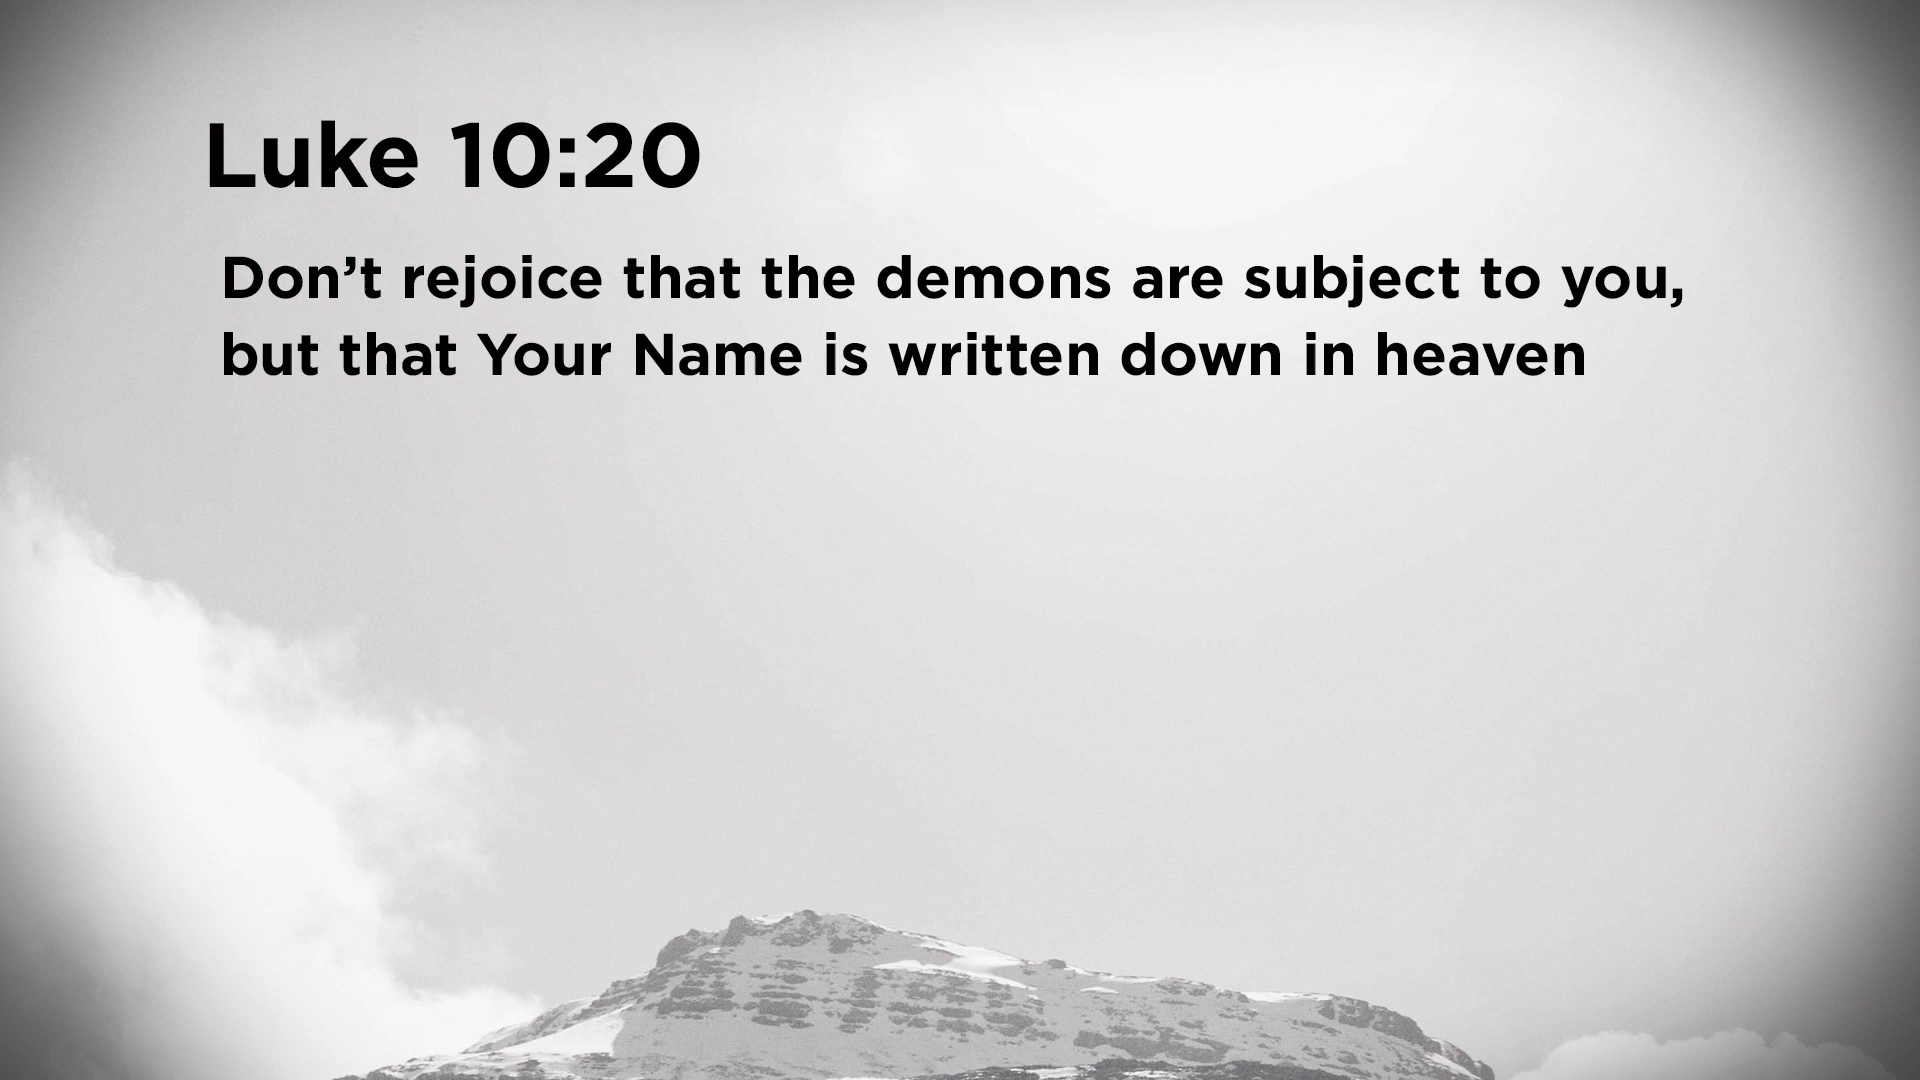 Luke 10:20
Don’t rejoice that the demons are subject to you,
but that Your Name is written down in heaven